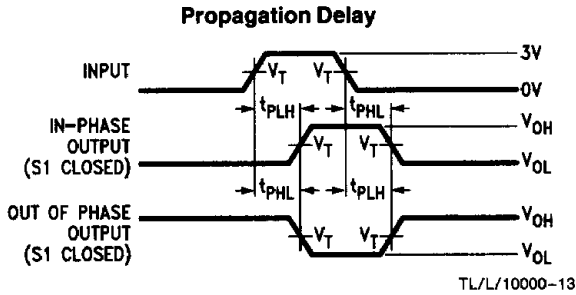 Propagation Delay
INPUT V_T V_T 3V
0V
t_PLH t_PHL
IN-PHASE
OUTPUT
(S1 CLOSED) V_T V_T V_OH
V_OL
t_PHL t_PLH
OUT OF PHASE
OUTPUT
(S1 CLOSED) V_T V_T V_OH
V_OL
TL/L/10000-13